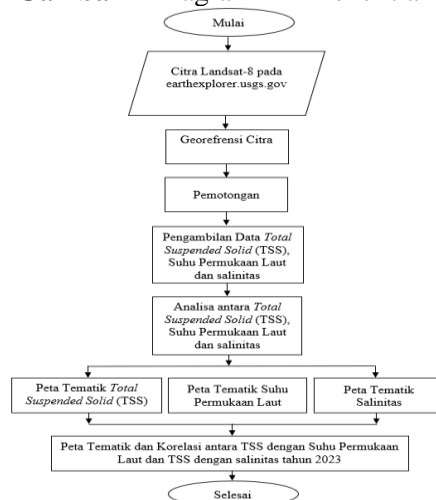 Mulai
Citra Landsat-8 pada
earthexplorer.usgs.gov
Georefrensi Citra
Pemotongan
Pengambilan Data Total
Suspended Solid (TSS),
Suhu Permukaan Laut
dan salinitas
Analisa antara Total
Suspended Solid (TSS),
Suhu Permukaan Laut
dan salinitas
Peta Tematik Total
Suspended Solid (TSS)
Peta Tematik Suhu
Permukaan Laut
Peta Tematik
Salinitas
Peta Tematik dan Korelasi antara TSS dengan Suhu Permukaan
Laut dan TSS dengan salinitas tahun 2023
Selesai